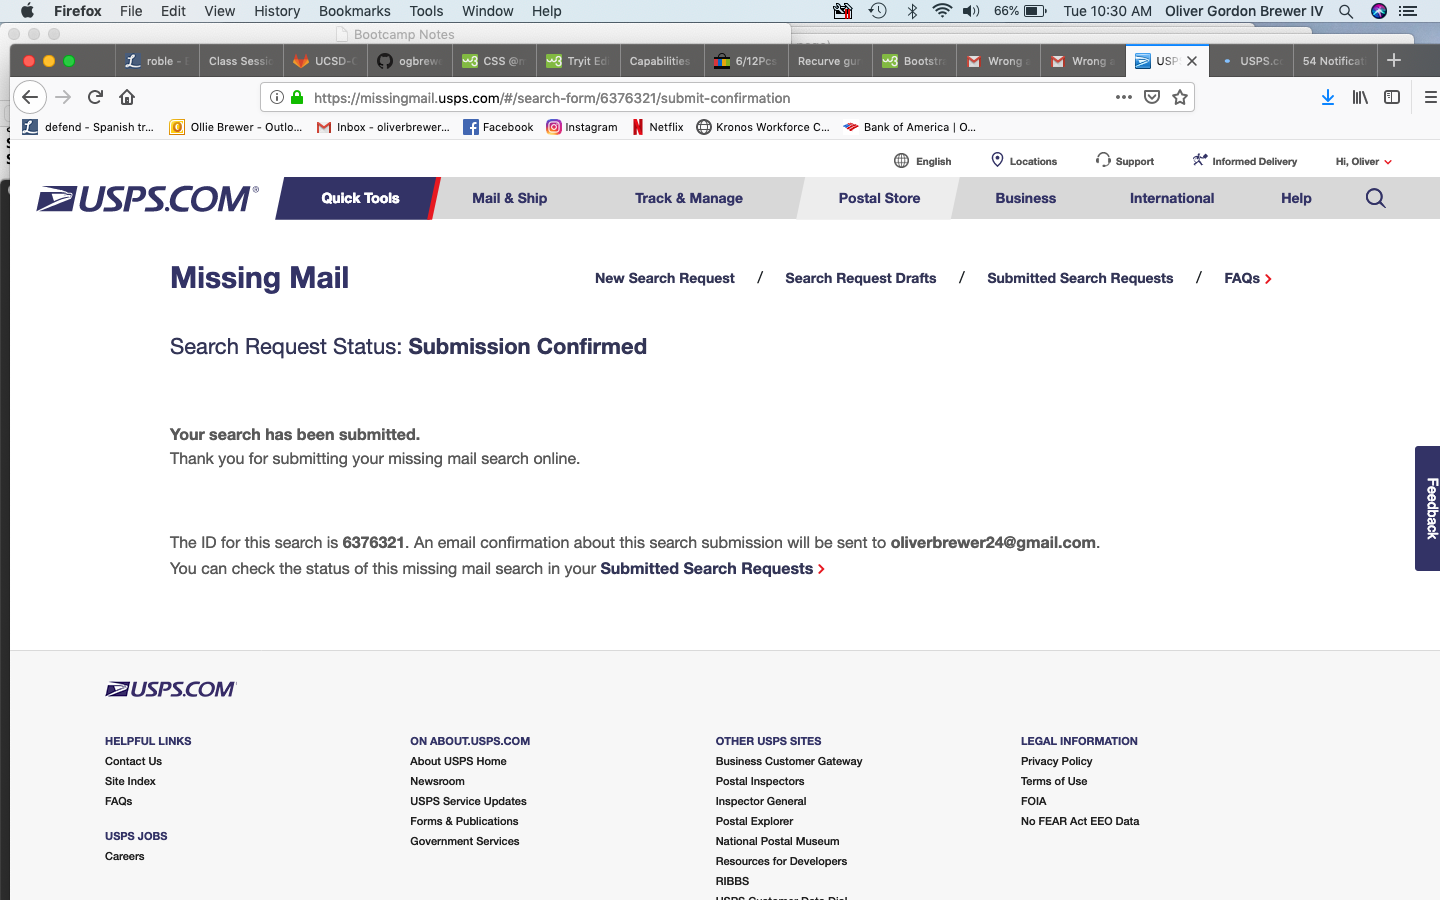 Firefox File Edit View History Bookmarks Tools Window Help 66% Tue 10:30 AM Oliver Gordon Brewer IV
Bootcamp Notes
roble - Class Sessi UCSD- ogbrew CSS @ Tryit Edi Capabilities 6/12Pcs Recurve Bootstr Wrong Wrong USP USPS.c 54 Notificat
https://missingmail.usps.com/#/search-form/6376321/submit-confirmation
defend - Spanish tr... Ollie Brewer - Outlo... Inbox - oliverbrewer... Facebook Instagram Netflix Kronos Workforce C... Bank of America | O...
English Locations Support Informed Delivery Hi, Oliver
USPS.COM® Quick Tools Mail & Ship Track & Manage Postal Store Business International Help
Missing Mail New Search Request / Search Request Drafts / Submitted Search Requests / FAQs
Search Request Status: Submission Confirmed
Your search has been submitted.
Thank you for submitting your missing mail search online.
Feedback
The ID for this search is 6376321. An email confirmation about this search submission will be sent to oliverbrewer24@gmail.com.
You can check the status of this missing mail search in your Submitted Search Requests
USPS.COM
HELPFUL LINKS
Contact Us
Site Index
FAQs
USPS JOBS
Careers
ON ABOUT.USPS.COM
About USPS Home
Newsroom
USPS Service Updates
Forms & Publications
Government Services
OTHER USPS SITES
Business Customer Gateway
Postal Inspectors
Inspector General
Postal Explorer
National Postal Museum
Resources for Developers
RIBBS
LEGAL INFORMATION
Privacy Policy
Terms of Use
FOIA
No FEAR Act EEO Data